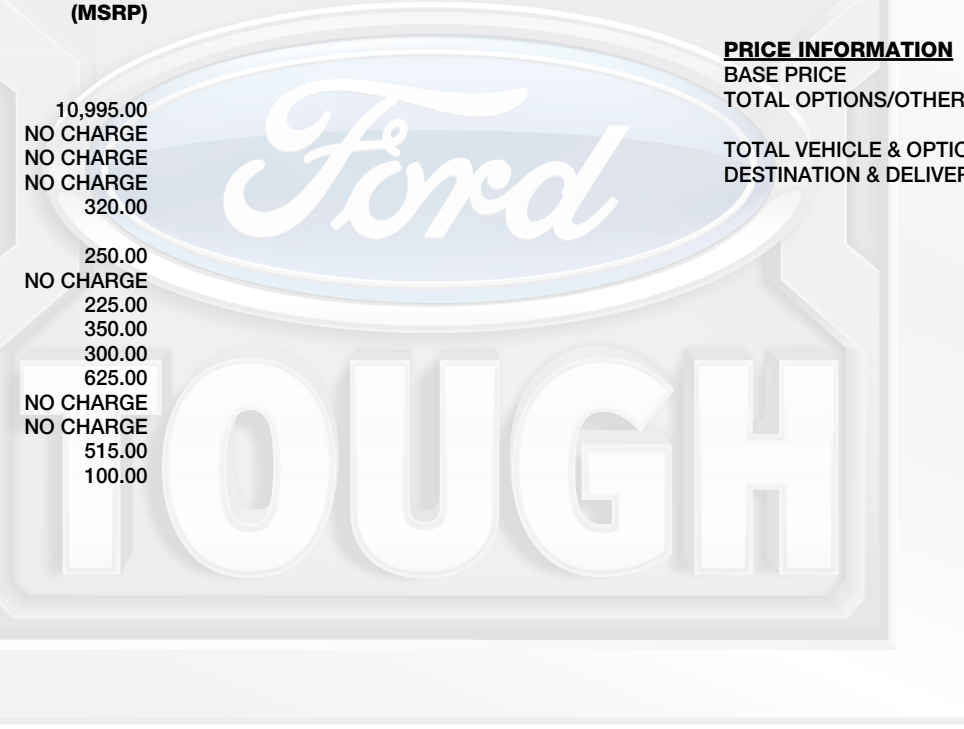 (MSRP)
10,995.00
NO CHARGE
NO CHARGE
NO CHARGE
320.00
250.00
NO CHARGE
225.00
350.00
300.00
625.00
NO CHARGE
NO CHARGE
515.00
100.00
PRICE INFORMATION
BASE PRICE
TOTAL OPTIONS/OTHER
TOTAL VEHICLE & OPTIO
DESTINATION & DELIVER
Ford
TOUGH